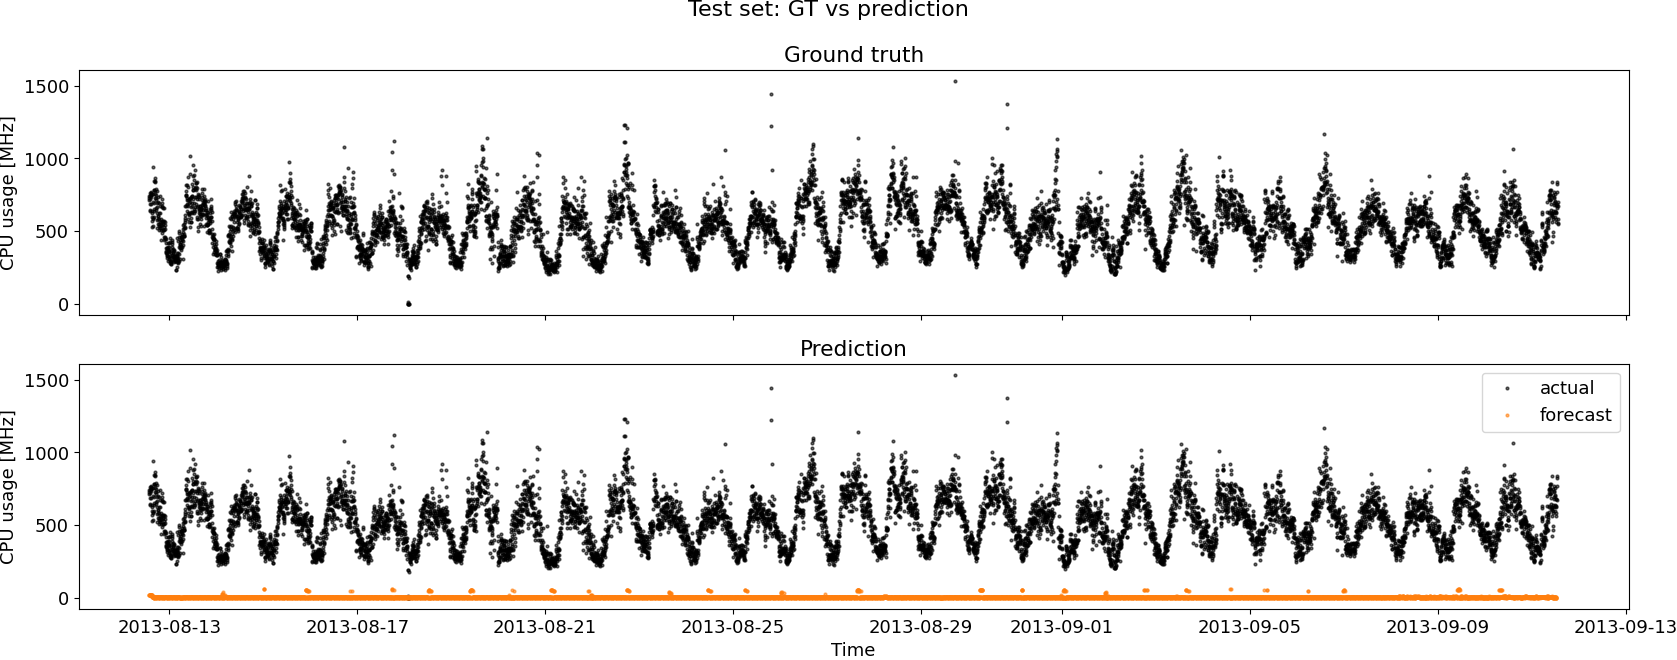 Test set: GT vs prediction
Ground truth
CPU usage [MHz]
1500
1000
500
0
Prediction
CPU usage [MHz]
1500
1000
500
0
actual
forecast
2013-08-13 2013-08-17 2013-08-21 2013-08-25 2013-08-29 2013-09-01 2013-09-05 2013-09-09 2013-09-13
Time